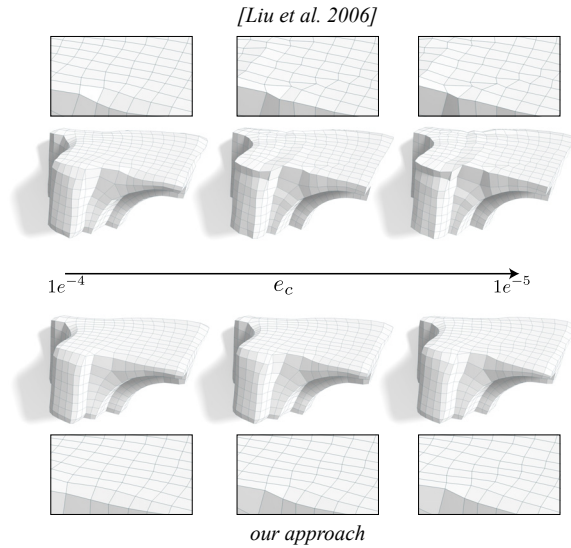 [Liu et al. 2006]
1e⁻⁴ e_c 1e⁻⁵
our approach